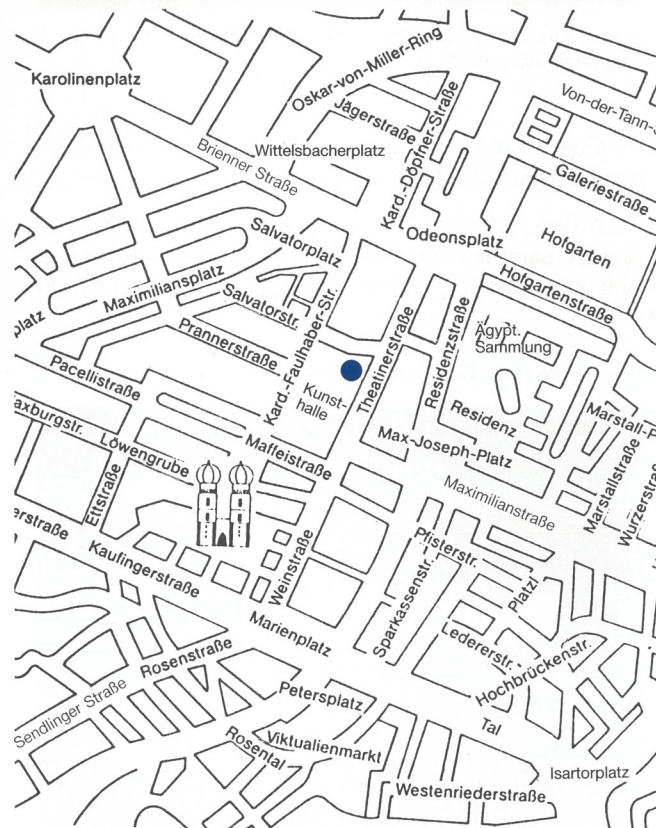 Oskar-von-Miller-Ring
Karolinenplatz
Von-der-Tann-S
Jägerstraße
Kard.-Döpfner-Straße
Wittelsbacherplatz
Brienner Straße
Galeriestraße
Salvatorplatz
Odeonsplatz
Hofgarten
Hofgartenstraße
Maximiliansplatz
Salvatorstr.
platz
Prannerstraße
Kard.-Faulhaber-Str.
Theatinerstraße
Residenzstraße
Ägypt.
Sammlung
Pacellistraße
Kunst-
halle
Residenz
Marstall-P
axburgstr.
Löwengrube
Maffeistraße
Max-Joseph-Platz
Maximilianstraße
Marstallstraße
Wurzerstraß
Ettstraße
erstraße
Kaufingerstraße
Weinstraße
Pfisterstr.
Sparkassenstr.
Platzl
Marienplatz
Ledererstr.
Hochbrückenstr.
Rosenstraße
Sendlinger Straße
Petersplatz
Tal
Rosental
Viktualienmarkt
Isartorplatz
Westenriederstraße